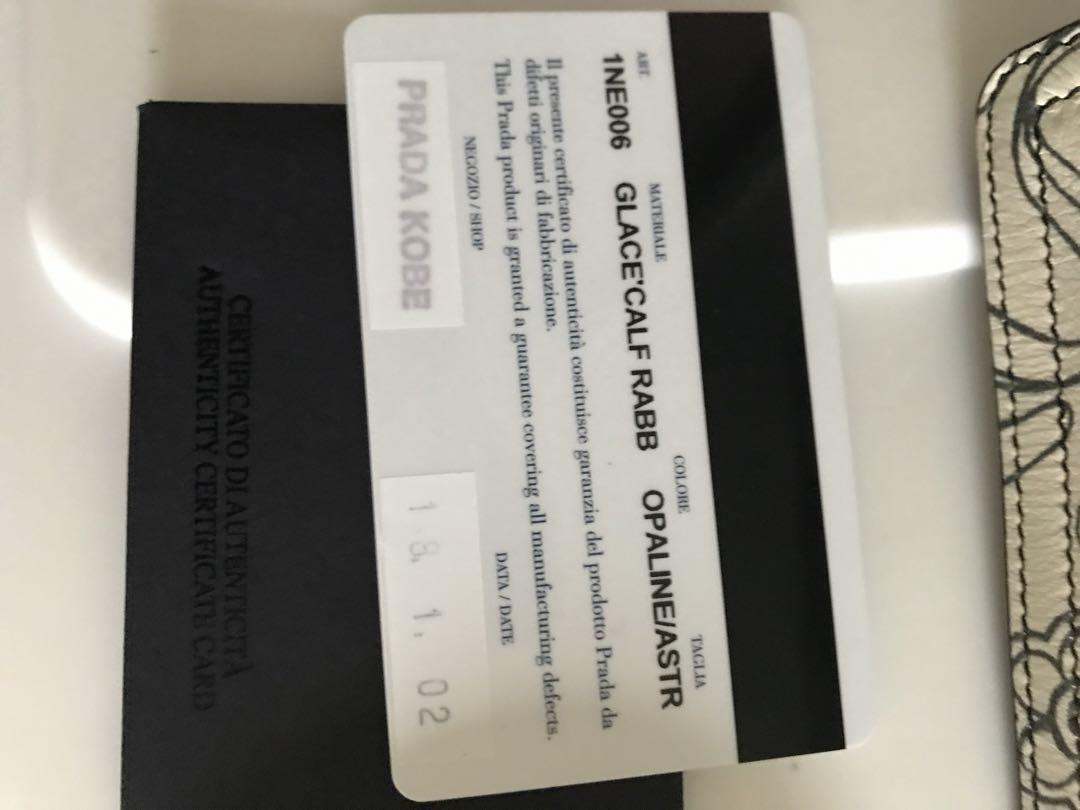 ART. MATERIALE COLORE TAGLIA
1NE006 GLACE'CALF RABB OPALINE/ASTR
Il presente certificato di autenticità costituisce garanzia del prodotto Prada da
difetti originari di fabbricazione.
This Prada product is granted a guarantee covering all manufacturing defects.
NEGOZIO / SHOP DATA / DATE
PRADA KOBE 18. 1. 02
CERTIFICATO DI AUTENTICITÀ
AUTHENTICITY CERTIFICATE CARD